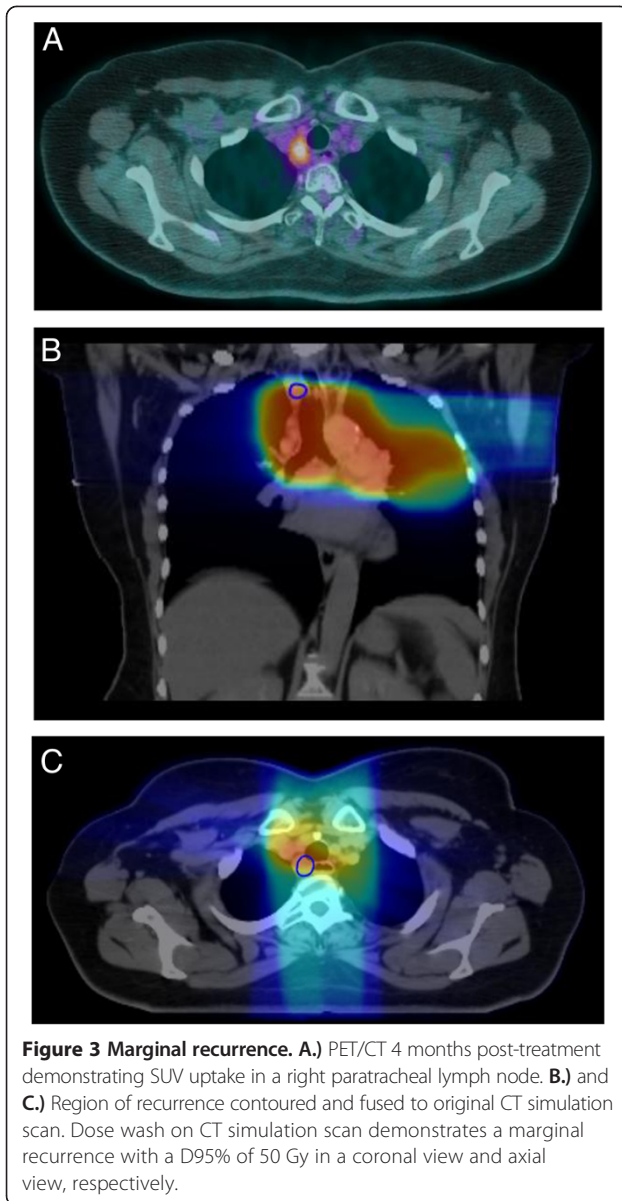 A
B
C
Figure 3 Marginal recurrence. A.) PET/CT 4 months post-treatment
demonstrating SUV uptake in a right paratracheal lymph node. B.) and
C.) Region of recurrence contoured and fused to original CT simulation
scan. Dose wash on CT simulation scan demonstrates a marginal
recurrence with a D95% of 50 Gy in a coronal view and axial
view, respectively.